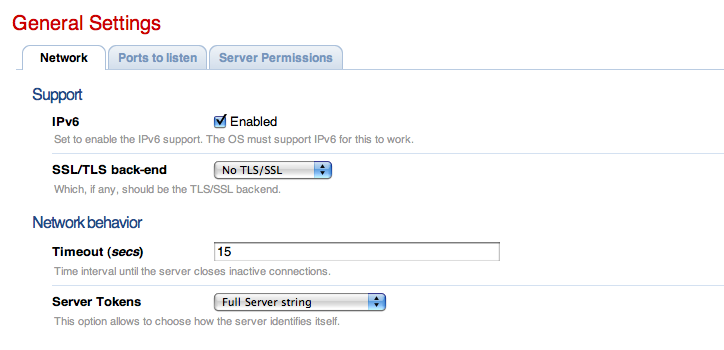 General Settings
Network Ports to listen Server Permissions
Support
IPv6 Enabled
Set to enable the IPv6 support. The OS must support IPv6 for this to work.
SSL/TLS back-end No TLS/SSL
Which, if any, should be the TLS/SSL backend.
Network behavior
Timeout (secs) 15
Time interval until the server closes inactive connections.
Server Tokens Full Server string
This option allows to choose how the server identifies itself.